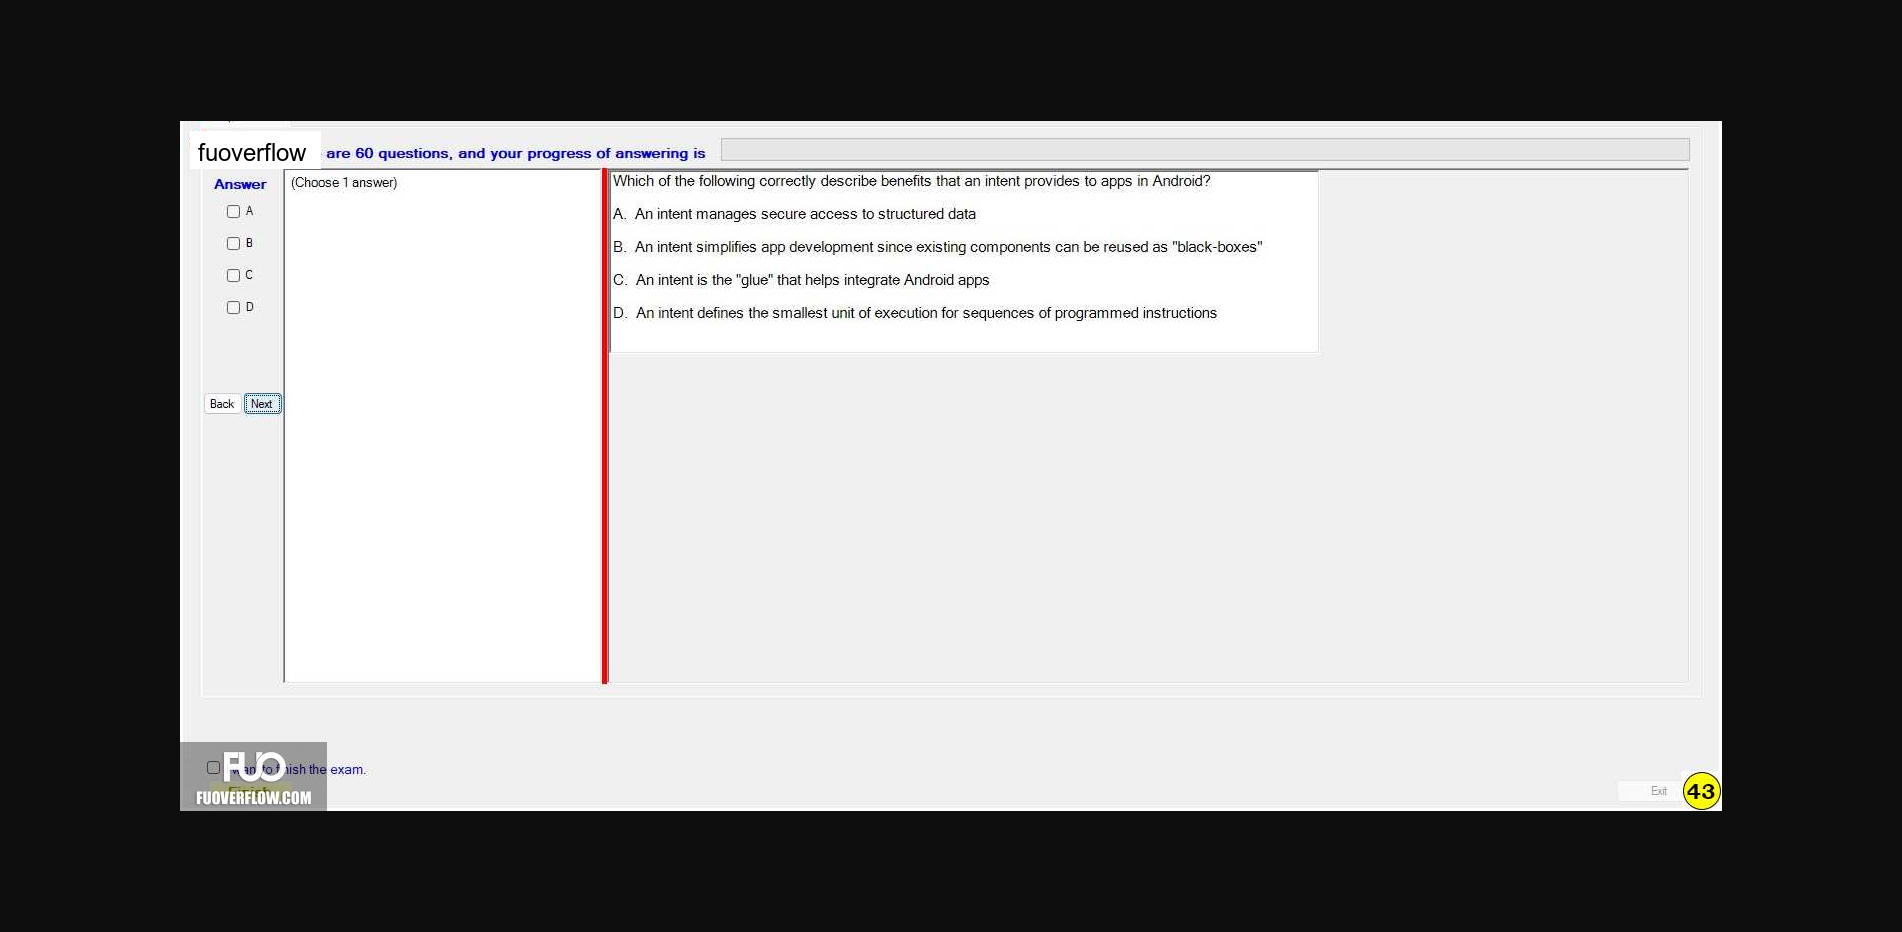 fuoverflow are 60 questions, and your progress of answering is
Answer
(Choose 1 answer)
A
B
C
D
Back Next
Which of the following correctly describe benefits that an intent provides to apps in Android?
A. An intent manages secure access to structured data
B. An intent simplifies app development since existing components can be reused as "black-boxes"
C. An intent is the "glue" that helps integrate Android apps
D. An intent defines the smallest unit of execution for sequences of programmed instructions
FUO
want to finish the exam.
Finish
FUOVERFLOW.COM
Exit
43